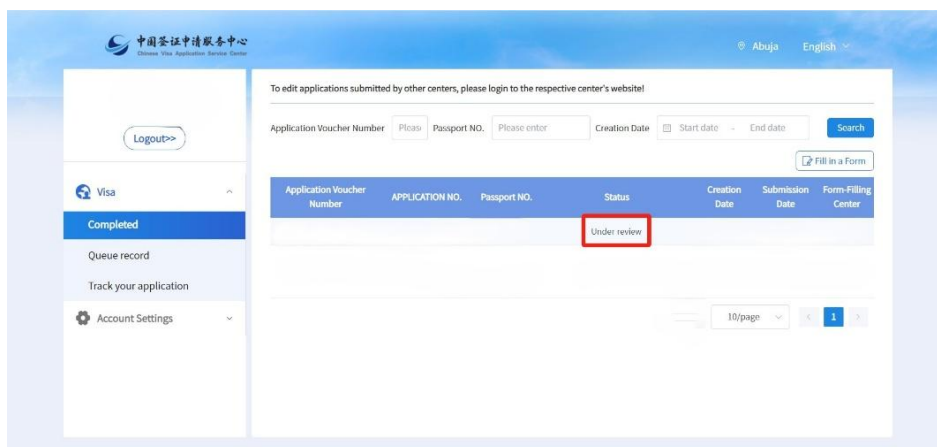 中国签证申请服务中心
Chinese Visa Application Service Center
Abuja
English
To edit applications submitted by other centers, please login to the respective center's website!
Application Voucher Number Pleas Passport NO. Please enter Creation Date Start date - End date Search
Logout>>
Fill in a Form
Visa
Application Voucher Number
APPLICATION NO.
Passport NO.
Status
Creation Date
Submission Date
Form-Filling Center
Completed
Under review
Queue record
Track your application
Account Settings
10/page
< 1 >